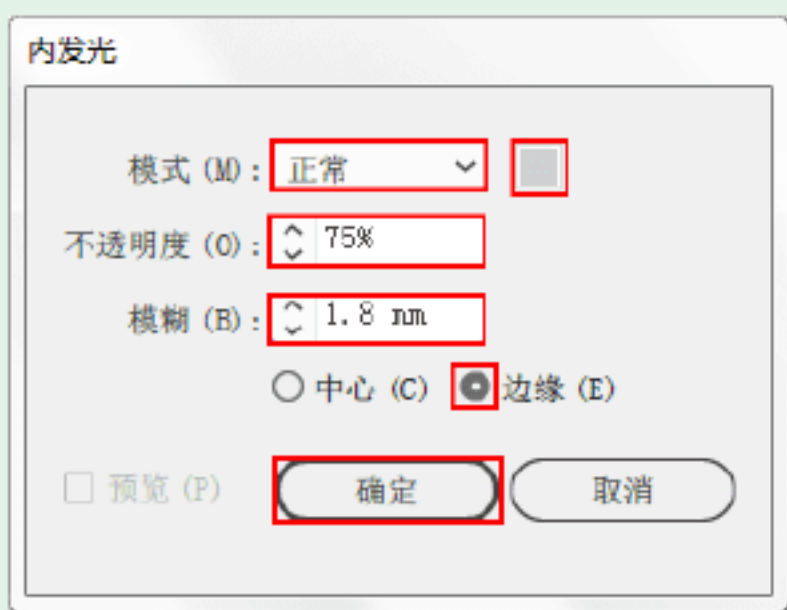 内发光
模式 (M): 正常
不透明度 (O): 75%
模糊 (B): 1.8 mm
中心 (C) 边缘 (E)
预览 (P) 确定 取消